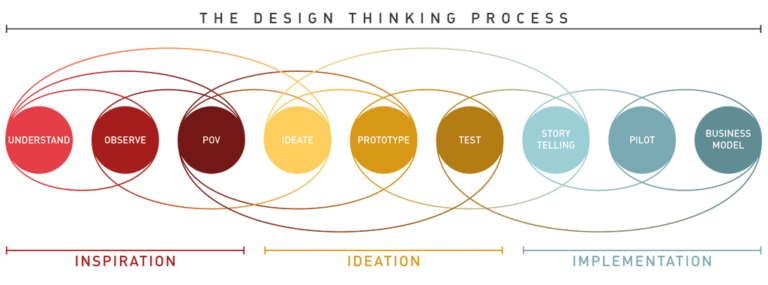 THE DESIGN THINKING PROCESS
UNDERSTAND
OBSERVE
POV
IDEATE
PROTOTYPE
TEST
STORY
TELLING
PILOT
BUSINESS
MODEL
INSPIRATION
IDEATION
IMPLEMENTATION